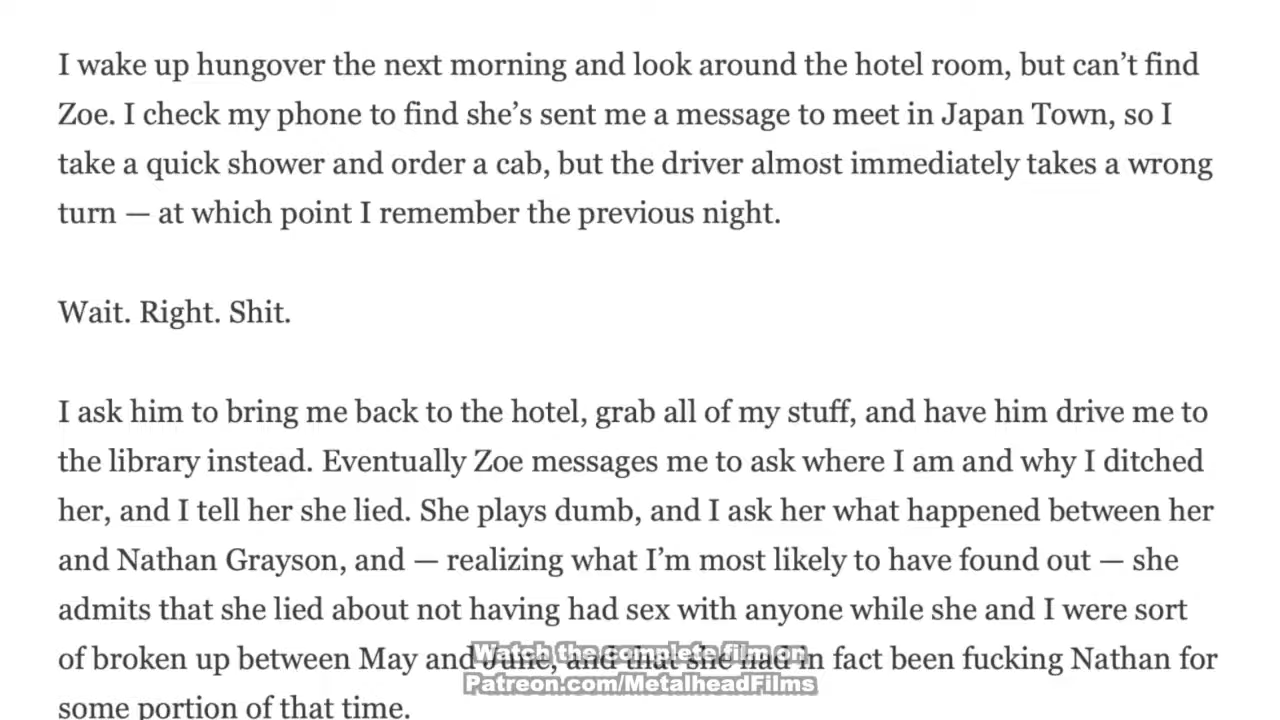 I wake up hungover the next morning and look around the hotel room, but can’t find
Zoe. I check my phone to find she’s sent me a message to meet in Japan Town, so I
take a quick shower and order a cab, but the driver almost immediately takes a wrong
turn — at which point I remember the previous night.
Wait. Right. Shit.
I ask him to bring me back to the hotel, grab all of my stuff, and have him drive me to
the library instead. Eventually Zoe messages me to ask where I am and why I ditched
her, and I tell her she lied. She plays dumb, and I ask her what happened between her
and Nathan Grayson, and — realizing what I’m most likely to have found out — she
admits that she lied about not having had sex with anyone while she and I were sort
of broken up between May and June, and that she had in fact been fucking Nathan for
some portion of that time.
Watch the complete film on
Patreon.com/MetalheadFilms